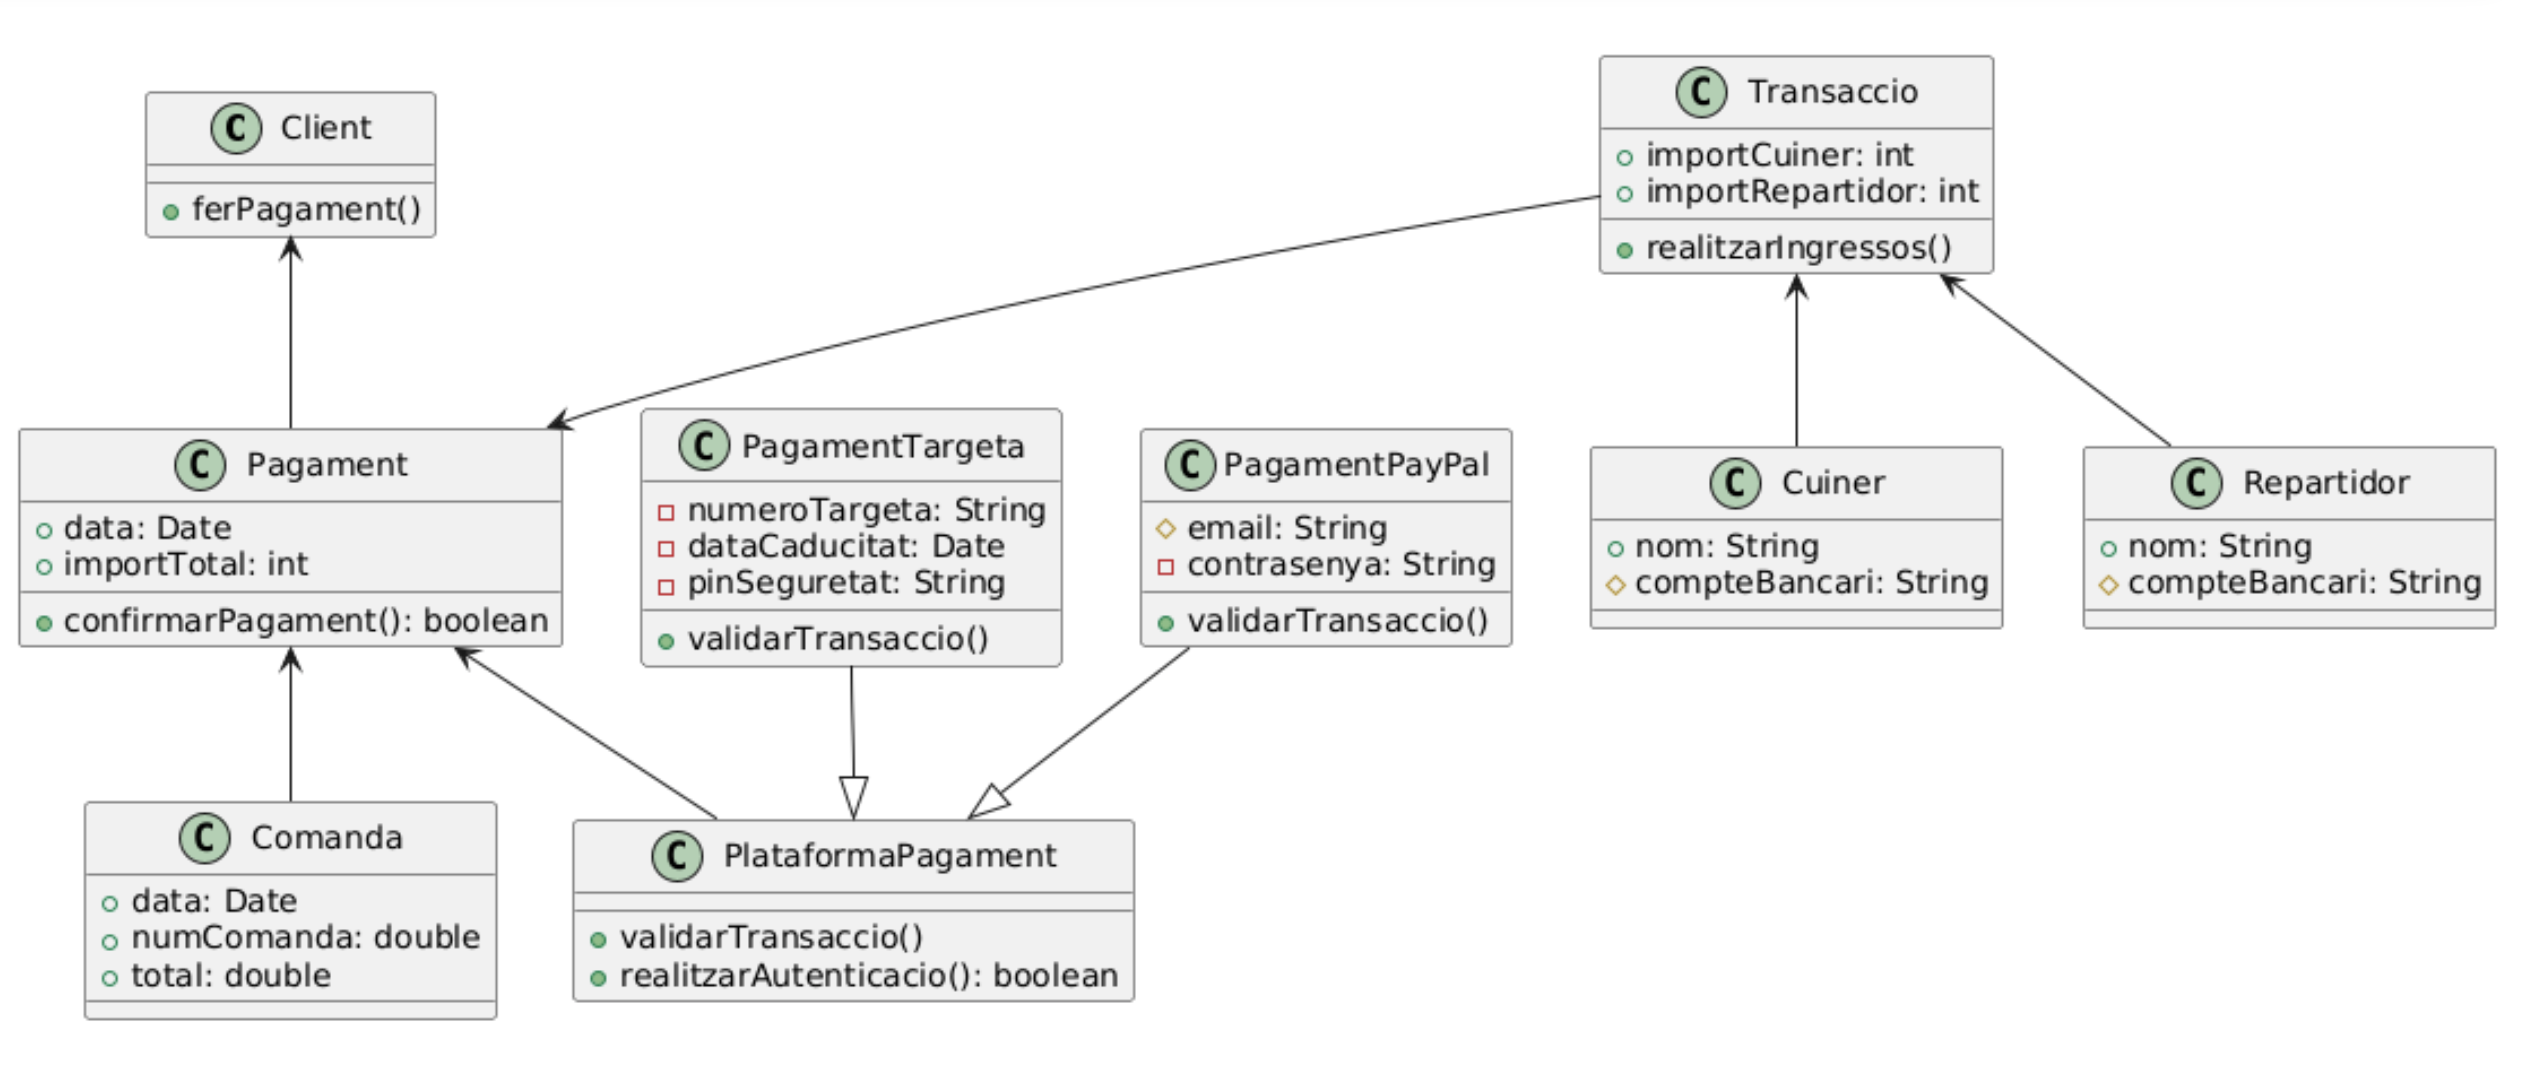 C Client
ferPagament()
C Transaccio
importCuiner: int
importRepartidor: int
realitzarIngressos()
C Pagament
data: Date
importTotal: int
confirmarPagament(): boolean
C PagamentTargeta
numeroTargeta: String
dataCaducitat: Date
pinSeguretat: String
validarTransaccio()
C PagamentPayPal
email: String
contrasenya: String
validarTransaccio()
C Cuiner
nom: String
compteBancari: String
C Repartidor
nom: String
compteBancari: String
C Comanda
data: Date
numComanda: double
total: double
C PlataformaPagament
validarTransaccio()
realitzarAutenticacio(): boolean